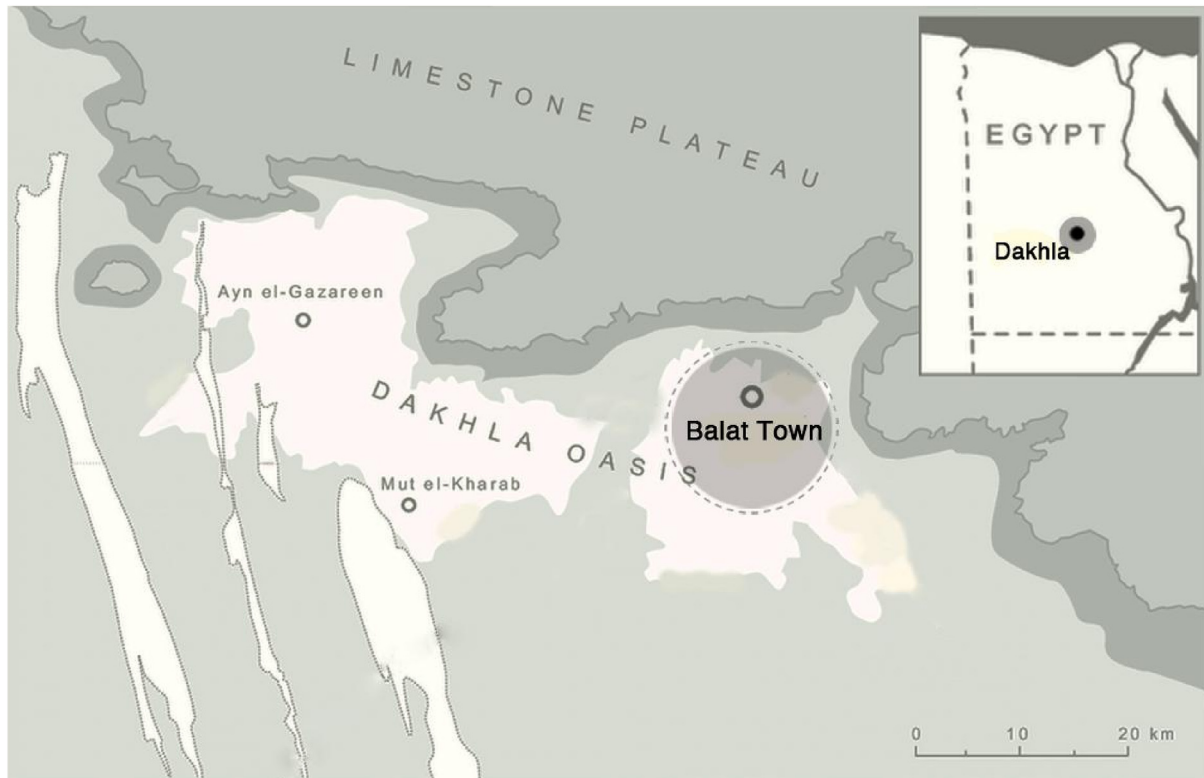 LIMESTONE PLATEAU
EGYPT
Dakhla
Ayn el-Gazareen
DAKHLA OASIS
Balat Town
Mut el-Kharab
0 10 20 km